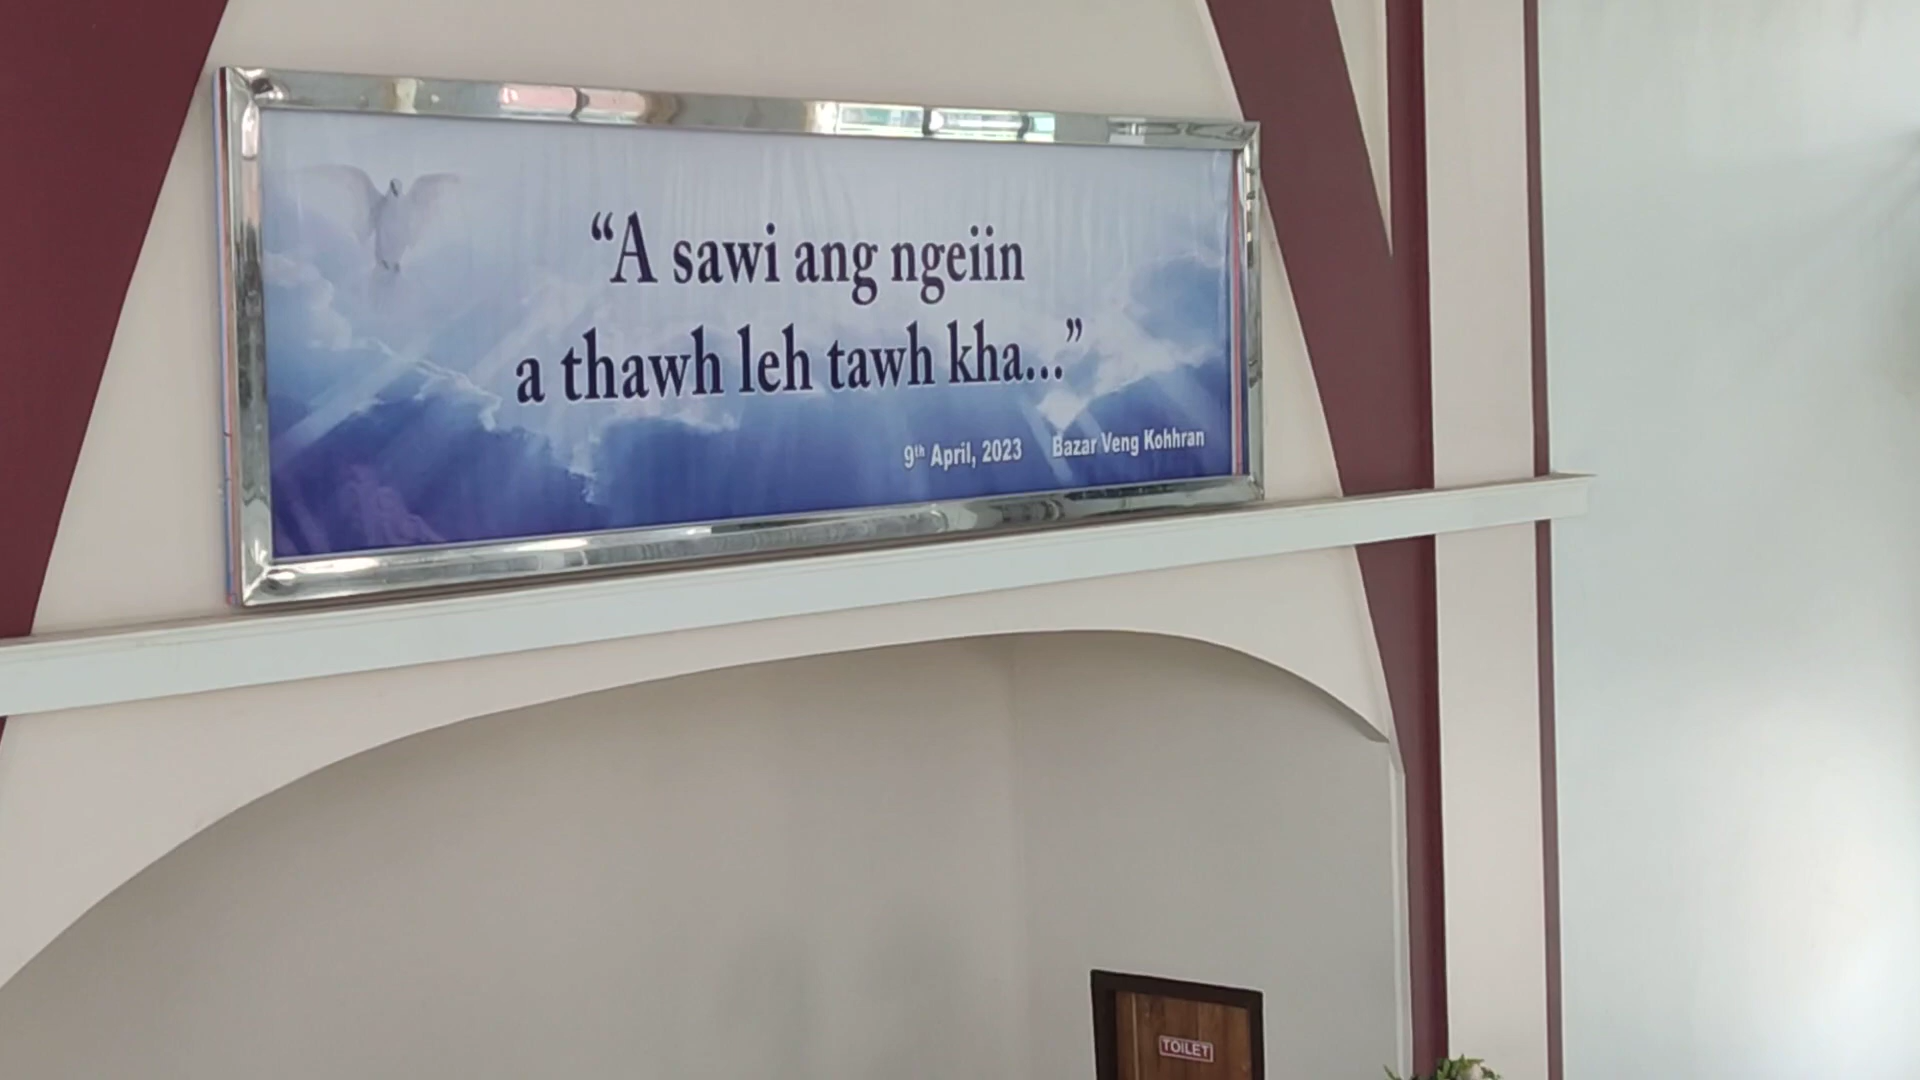 “A sawi ang ngeiin
a thawh leh tawh kha...”
9th April, 2023 Bazar Veng Kohhran
TOILET